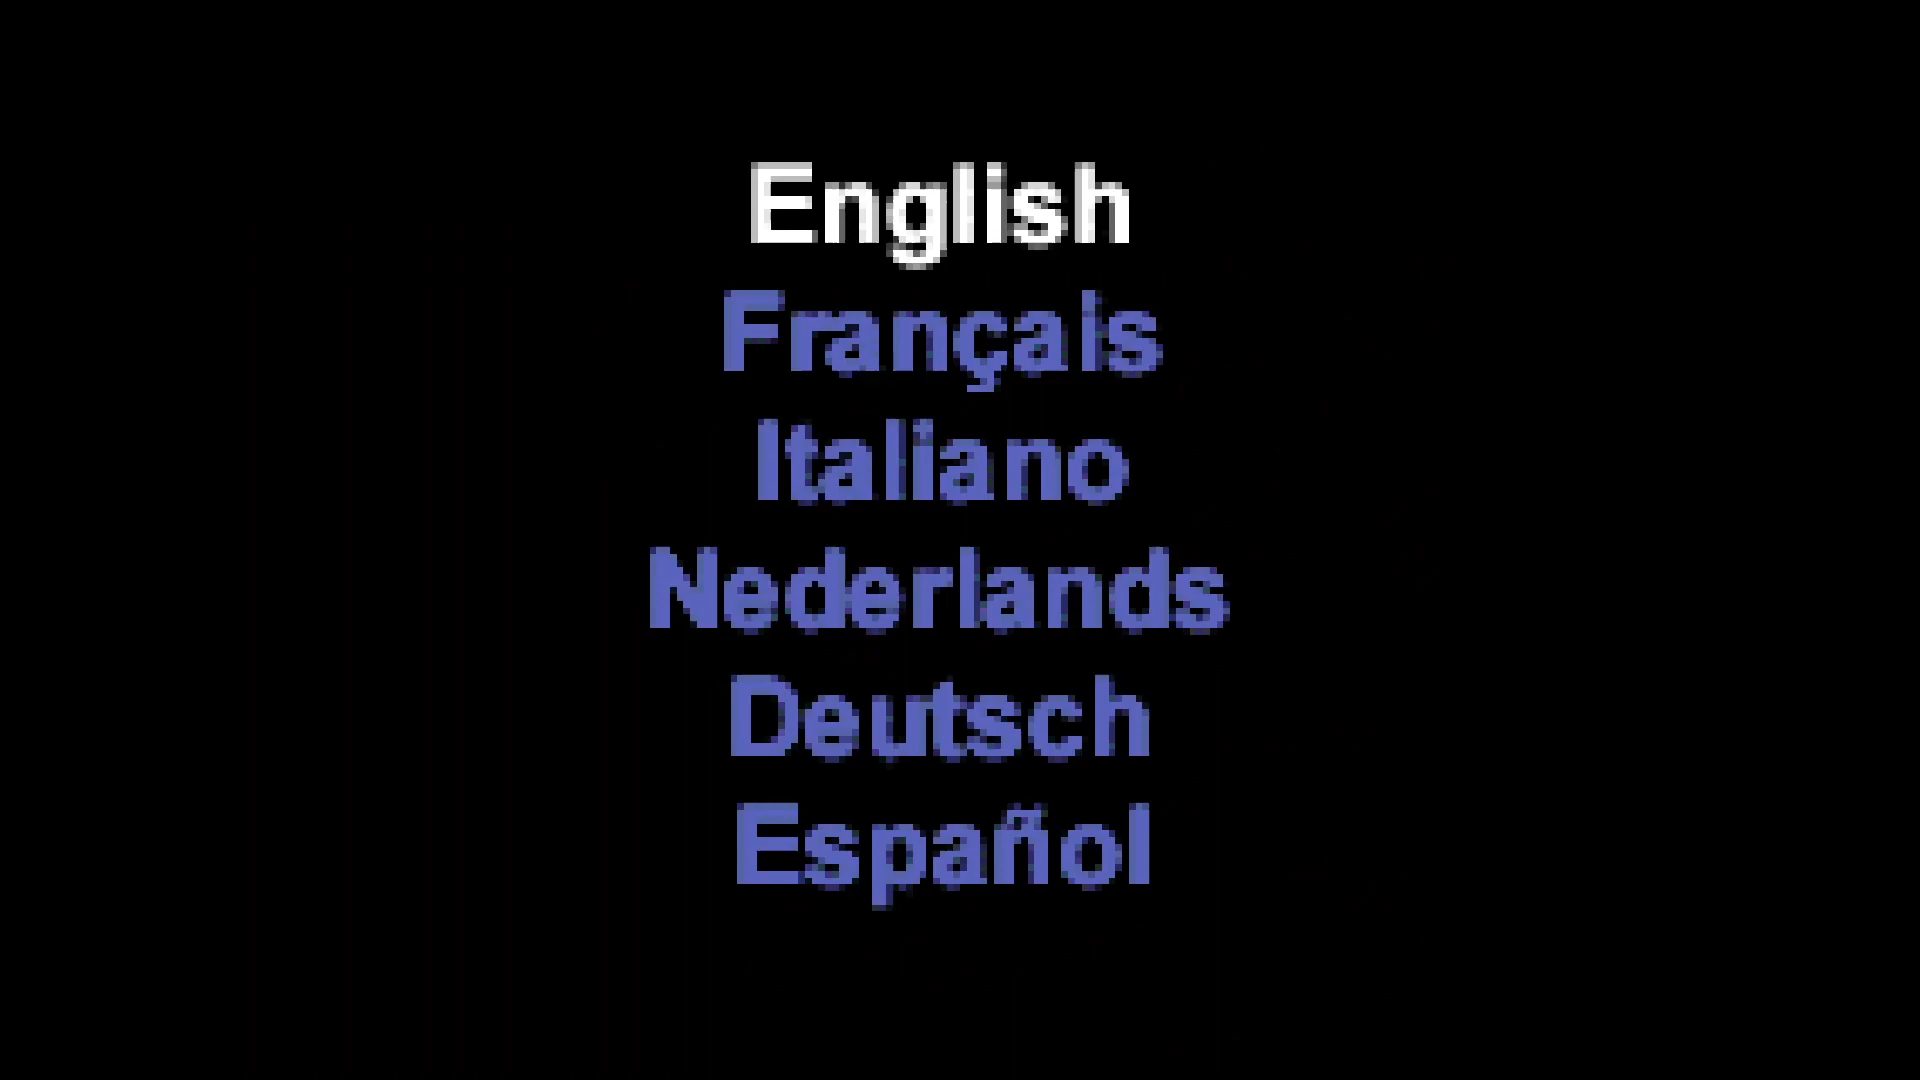 English
Français
Italiano
Nederlands
Deutsch
Español